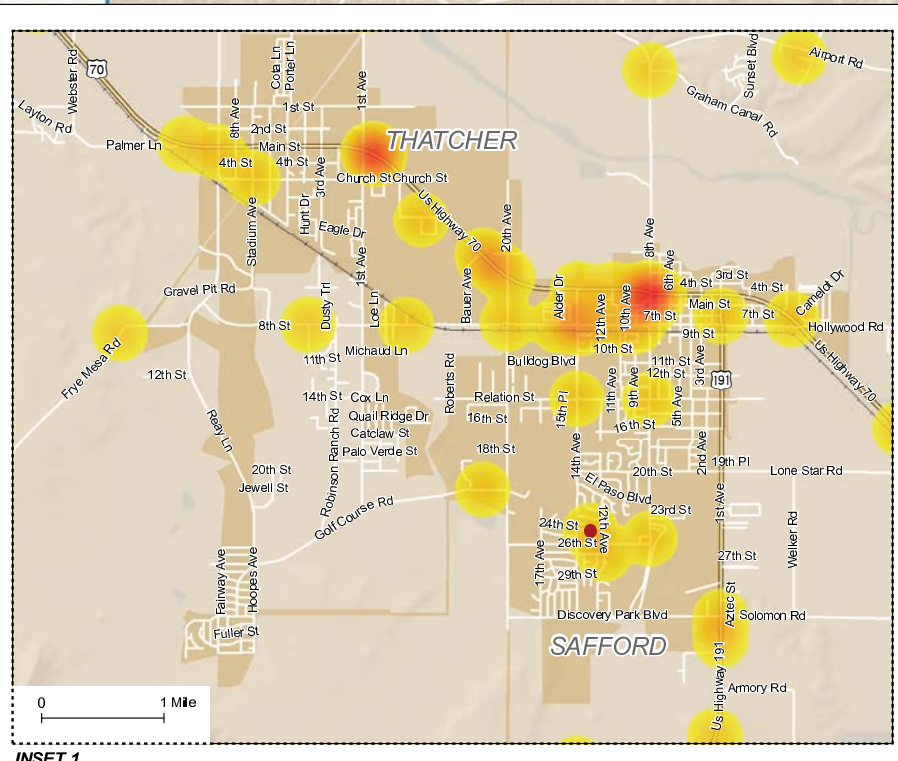 Webster Rd
70
Layton Rd
Palmer Ln
8th Ave
Cota Ln
Porter Ln
1st Ave
1st St
2nd St
Main St
4th St
4th St
3rd Ave
THATCHER
Church St
Church St
Sunset Blvd
Airport Rd
Graham Canal Rd
Us Highway 70
Stadium Ave
Hunt Dr
Eagle Dr
1st Ave
20th Ave
8th Ave
6th Ave
Gravel Pit Rd
Dusty Trl
Loe Ln
Bauer Ave
Alder Dr
12th Ave
10th Ave
3rd St
4th St
4th St
Main St
7th St
7th St
Camelot Dr
Hollywood Rd
8th St
9th St
10th St
Michaud Ln
11th St
Bulldog Blvd
11th St
12th St
3rd Ave
Us Highway 70
Frye Mesa Rd
12th St
Roberts Rd
191
14th St
Cox Ln
Relation St
15th Pl
11th Ave
9th Ave
5th Ave
Reay Ln
Robinson Ranch Rd
Quail Ridge Dr
16th St
16th St
Catclaw St
Palo Verde St
18th St
14th Ave
2nd Ave
19th Pl
20th St
20th St
Lone Star Rd
Jewell St
El Paso Blvd
Golf Course Rd
1st Ave
23rd St
24th St
12th Ave
26th St
17th Ave
27th St
Welker Rd
Fairway Ave
Hoopes Ave
29th St
Aztec St
Discovery Park Blvd
Solomon Rd
Fuller St
SAFFORD
Us Highway 191
Armory Rd
0
1 Mile
INSET 1